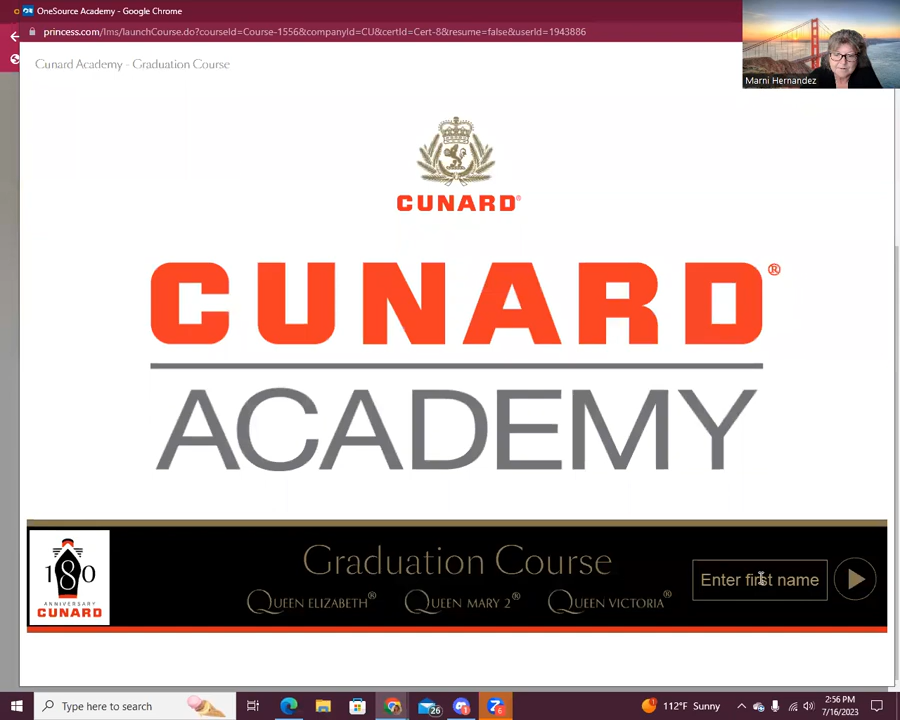 OneSource Academy - Google Chrome
princess.com/lms/launchCourse.do?courseId=Course-1556&companyId=CU&certId=Cert-8&resume=false&userId=1943886
Marni Hernandez
Cunard Academy - Graduation Course
CUNARD®
CUNARD®
ACADEMY
180
ANNIVERSARY
CUNARD
Graduation Course
QUEEN ELIZABETH® QUEEN MARY 2® QUEEN VICTORIA®
Enter first name
Type here to search
26
6
112°F Sunny
2:56 PM
7/16/2023